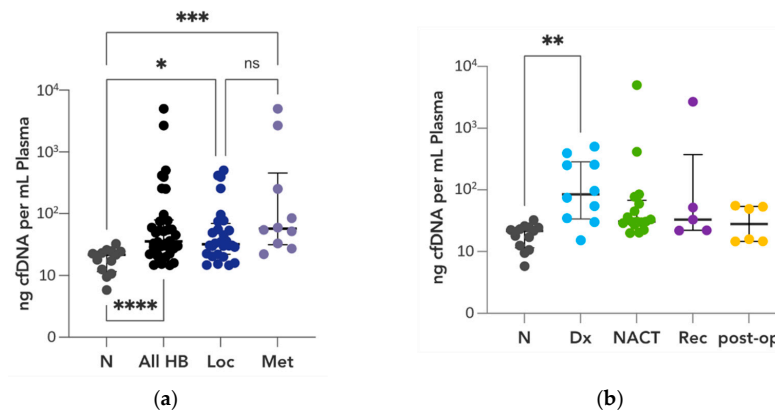 ***
*
ns
ng cfDNA per mL Plasma
10⁴
10³
10²
10
0
****
N All HB Loc Met
(a)
**
ng cfDNA per mL Plasma
10⁴
10³
10²
10
0
N Dx NACT Rec post-op
(b)